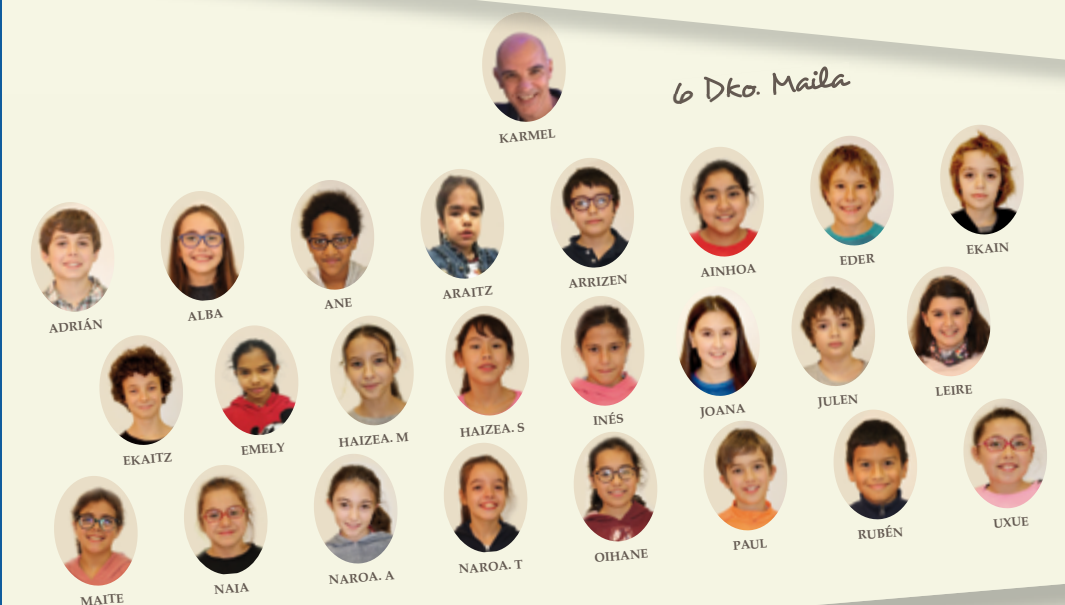 KARMEL
6 Dko. Maila
ADRIÁN
ALBA
ANE
ARAITZ
ARRIZEN
AINHOA
EDER
EKAIN
EKAITZ
EMELY
HAIZEA. M
HAIZEA. S
INÉS
JOANA
JULEN
LEIRE
MAITE
NAIA
NAROA. A
NAROA. T
OIHANE
PAUL
RUBÉN
UXUE